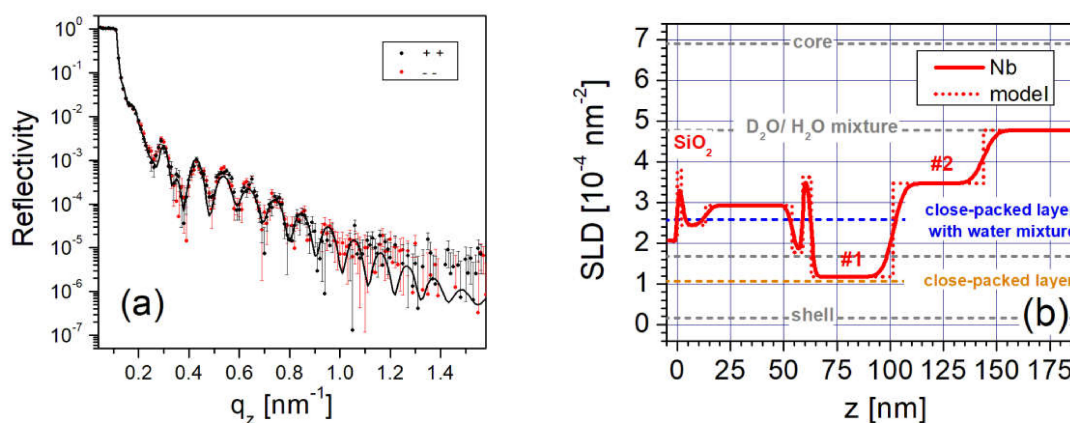 (a)
10^0
10^-1
10^-2
10^-3
10^-4
10^-5
10^-6
10^-7
Reflectivity
+ +
- -
0.2 0.4 0.6 0.8 1.0 1.2 1.4
q_z [nm^-1]
7
6
5
4
3
2
1
0
SLD [10^-4 nm^-2]
core
Nb
model
D_2O/ H_2O mixture
SiO_2
#2
close-packed layer
with water mixture
#1
close-packed layer
shell
(b)
0 25 50 75 100 125 150 175
z [nm]